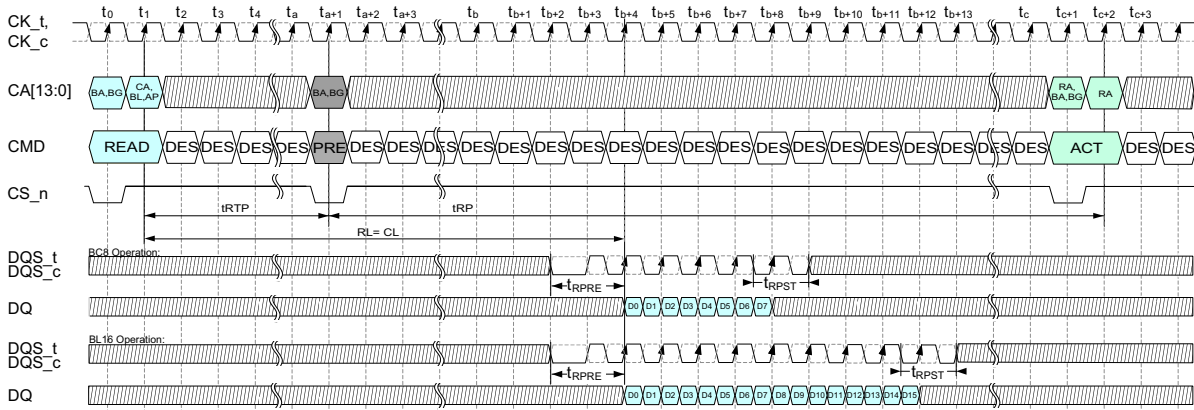 CK_t, t0 t1 t2 t3 t4 ta ta+1 ta+2 ta+3 tb tb+1 tb+2 tb+3 tb+4 tb+5 tb+6 tb+7 tb+8 tb+9 tb+10 tb+11 tb+12 tb+13 tc tc+1 tc+2 tc+3
CK_c
CA[13:0] BA,BG CA, BL,AP BA,BG RA, BA,BG RA
CMD READ DES DES DES DES PRE DES DES DES DES DES DES DES DES DES DES DES DES DES DES DES DES DES DES DES ACT DES DES
CS_n
tRTP tRP
RL= CL
BC8 Operation:
DQS_t
DQS_c
tRPRE tRPST
DQ D0 D1 D2 D3 D4 D5 D6 D7
BL16 Operation:
DQS_t
DQS_c
tRPRE tRPST
DQ D0 D1 D2 D3 D4 D5 D6 D7 D8 D9 D10 D11 D12 D13 D14 D15